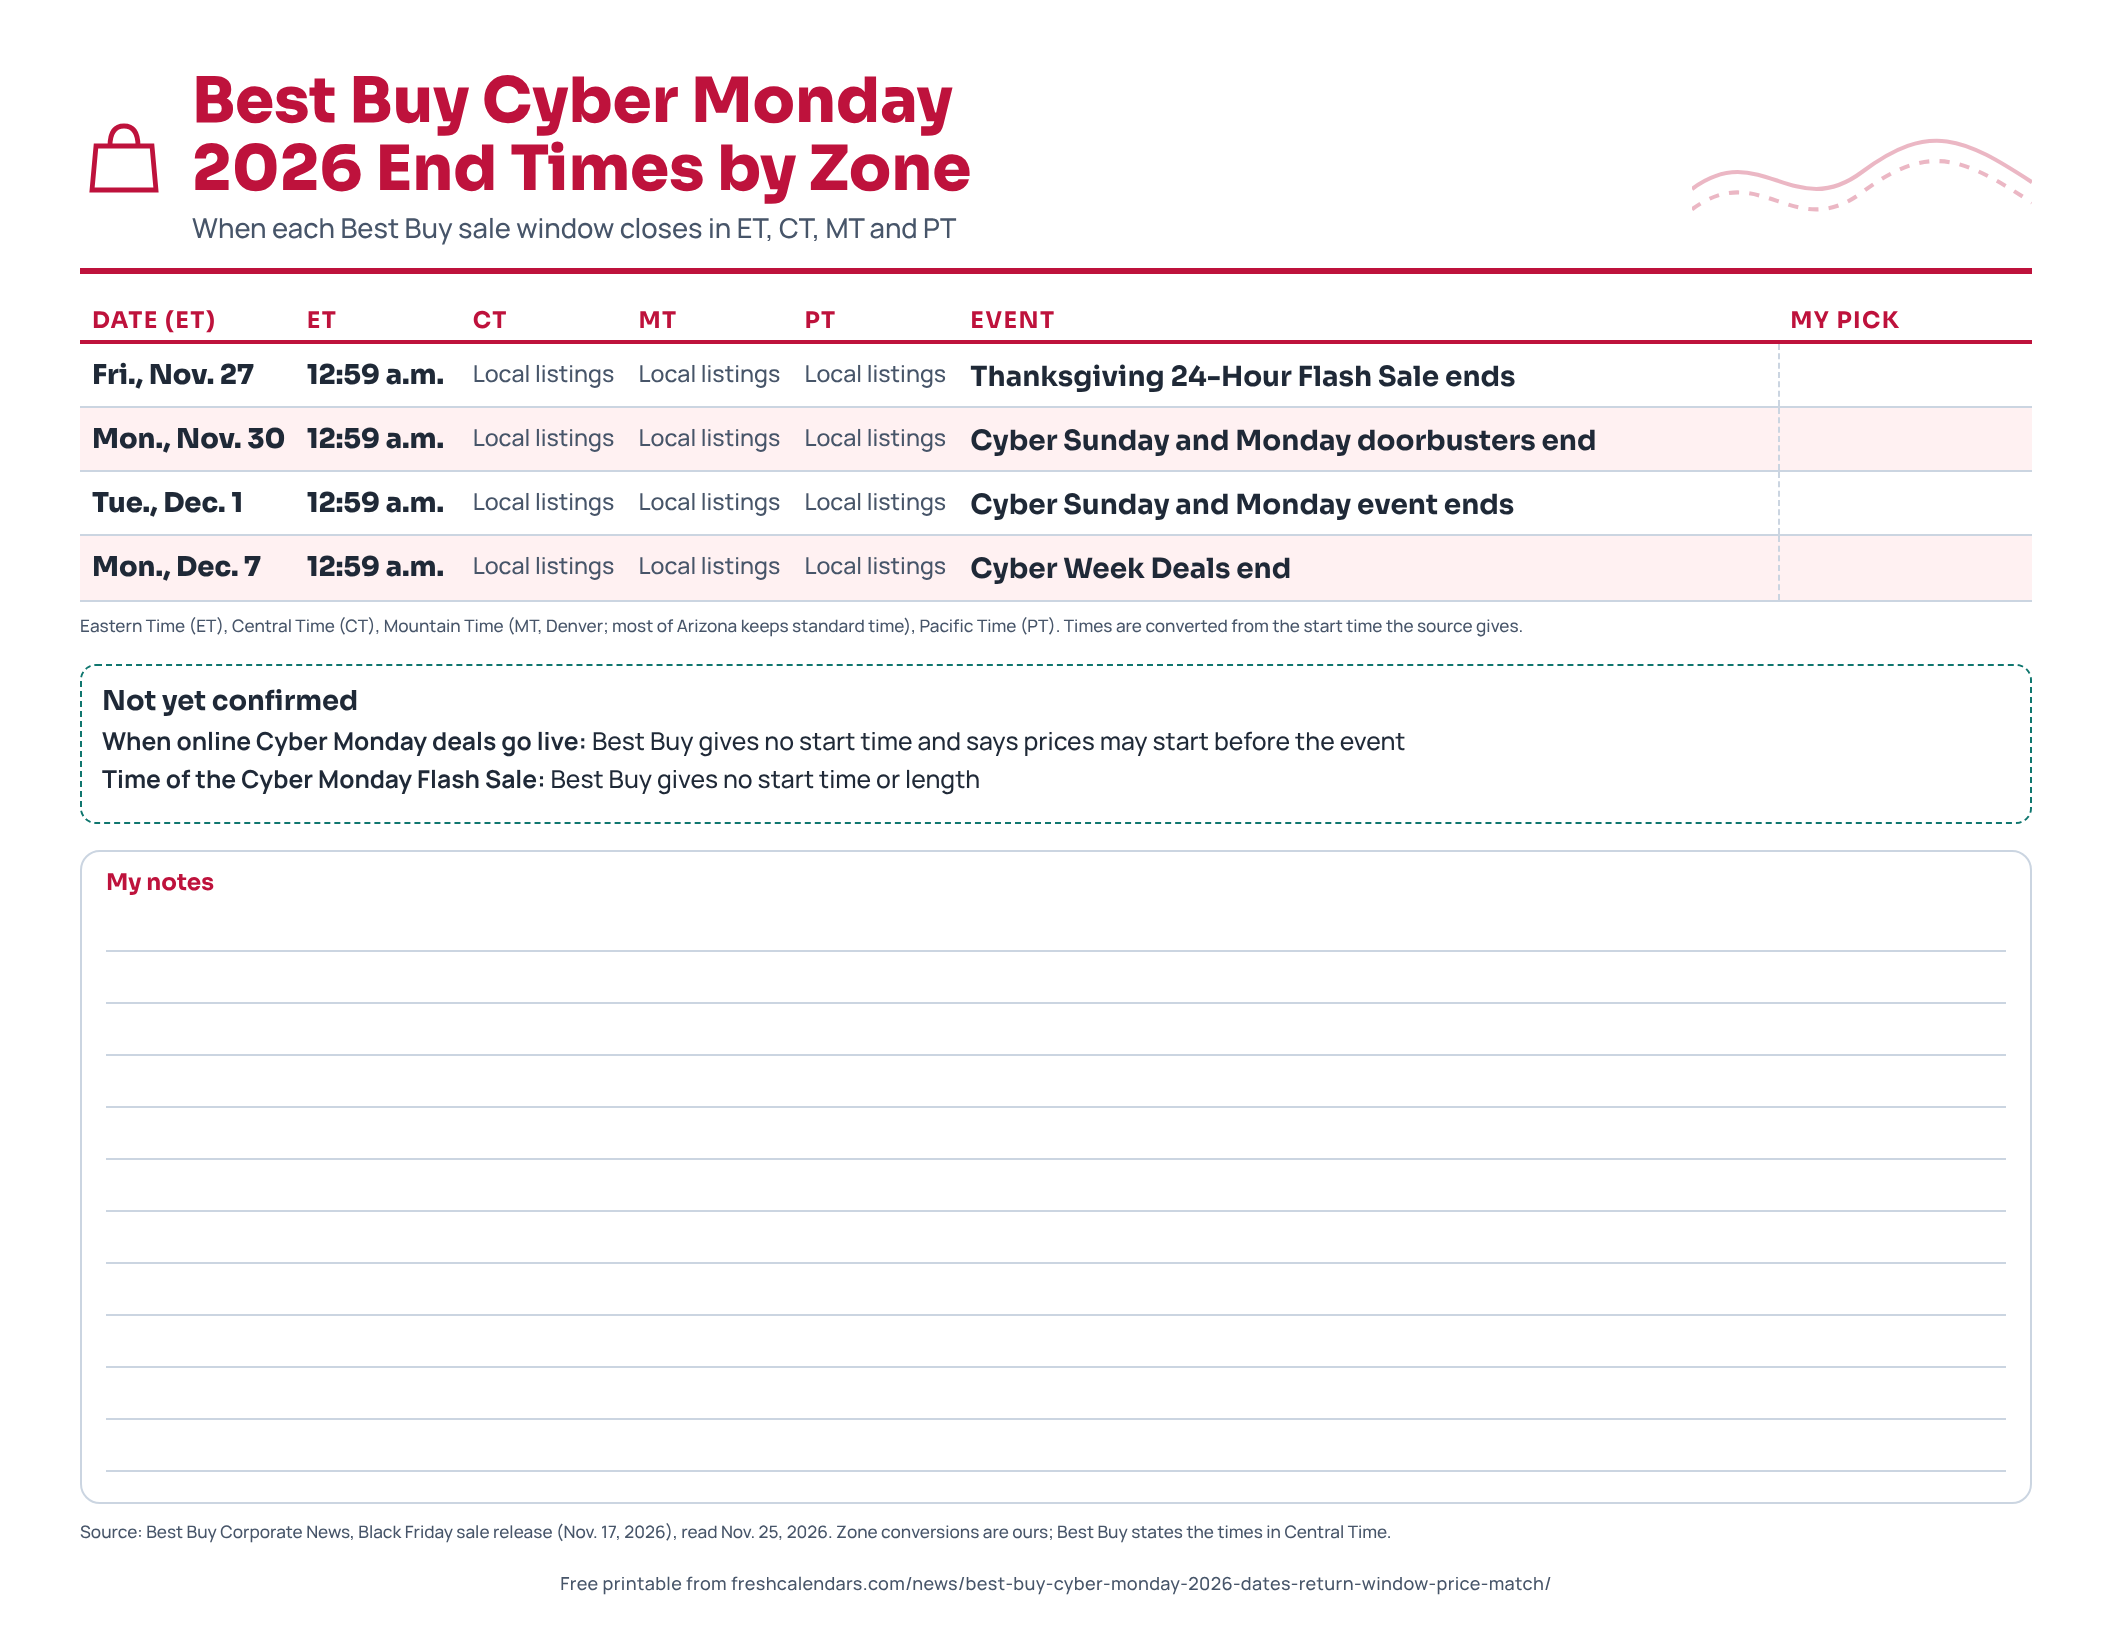 Best Buy Cyber Monday
2026 End Times by Zone
When each Best Buy sale window closes in ET, CT, MT and PT
DATE (ET) ET CT MT PT EVENT MY PICK
Fri., Nov. 27 12:59 a.m. Local listings Local listings Local listings Thanksgiving 24-Hour Flash Sale ends
Mon., Nov. 30 12:59 a.m. Local listings Local listings Local listings Cyber Sunday and Monday doorbusters end
Tue., Dec. 1 12:59 a.m. Local listings Local listings Local listings Cyber Sunday and Monday event ends
Mon., Dec. 7 12:59 a.m. Local listings Local listings Local listings Cyber Week Deals end
Eastern Time (ET), Central Time (CT), Mountain Time (MT, Denver; most of Arizona keeps standard time), Pacific Time (PT). Times are converted from the start time the source gives.
Not yet confirmed
When online Cyber Monday deals go live: Best Buy gives no start time and says prices may start before the event
Time of the Cyber Monday Flash Sale: Best Buy gives no start time or length
My notes
Source: Best Buy Corporate News, Black Friday sale release (Nov. 17, 2026), read Nov. 25, 2026. Zone conversions are ours; Best Buy states the times in Central Time.
Free printable from freshcalendars.com/news/best-buy-cyber-monday-2026-dates-return-window-price-match/